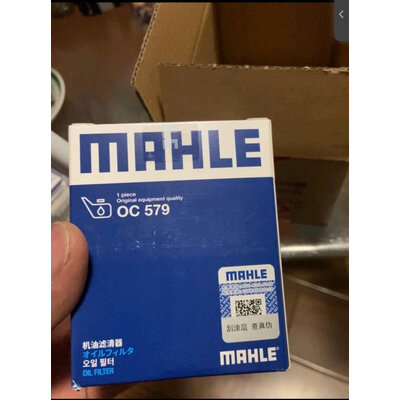 MAHLE
1 piece
Original equipment quality
OC 579
MAHLE
刮涂层 查真伪
机油滤清器
オイルフィルタ
오일 필터
OIL FILTER
MAHLE